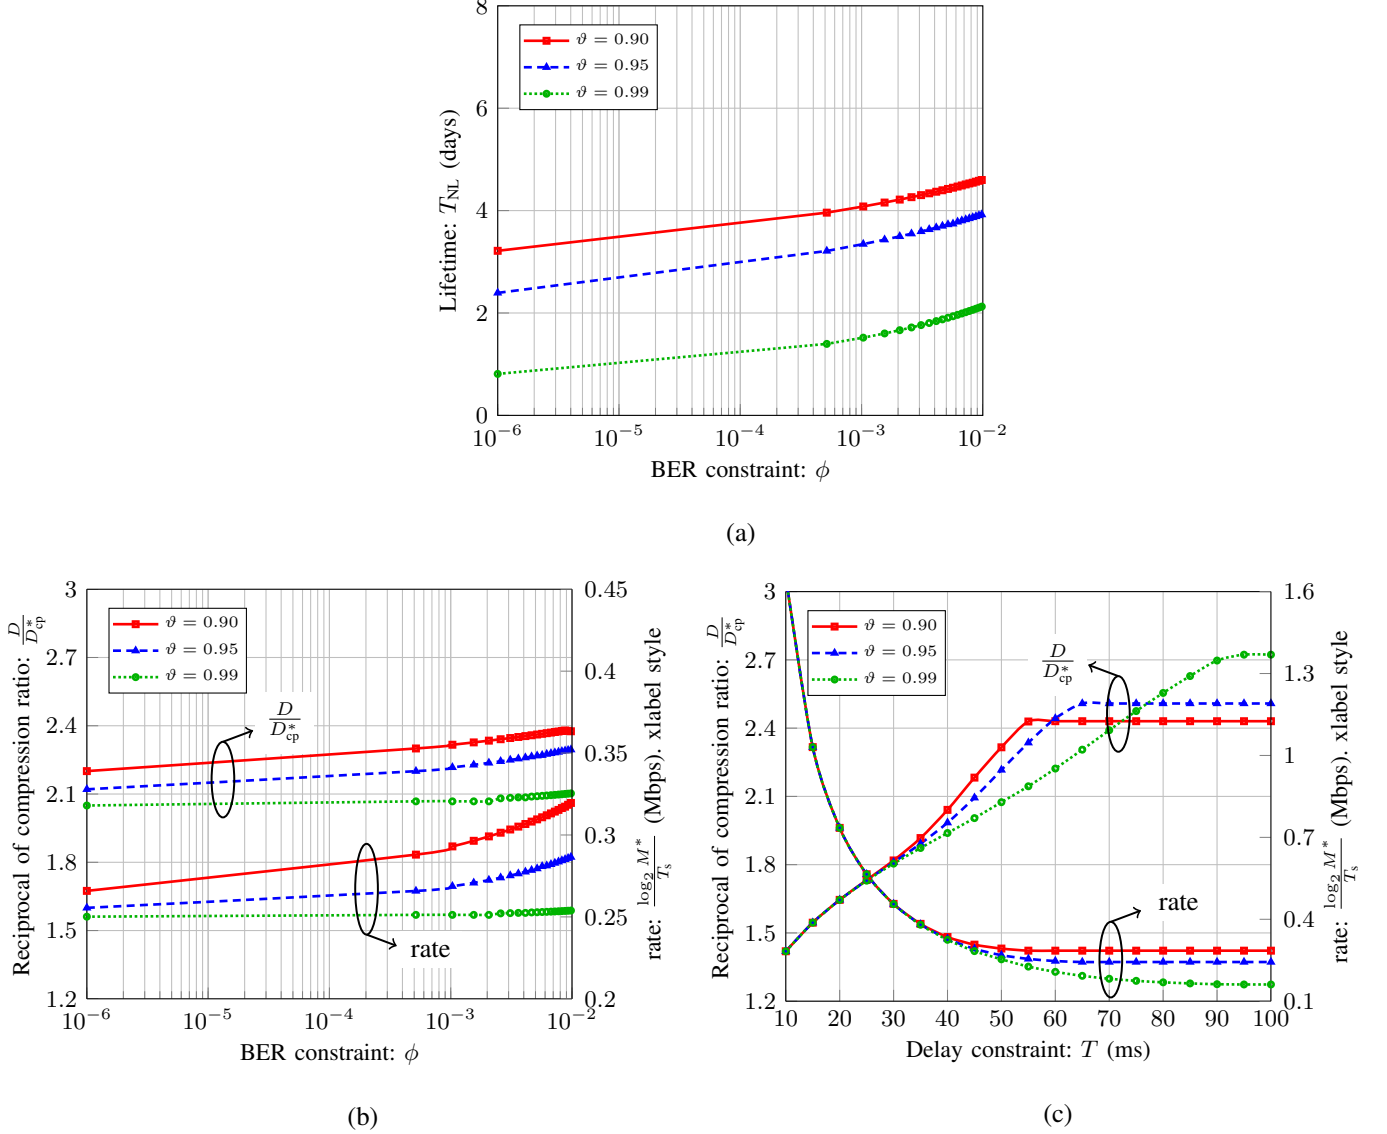 8
6
4
2
0
Lifetime: T_NL (days)
ϑ = 0.90
ϑ = 0.95
ϑ = 0.99
10^−6 10^−5 10^−4 10^−3 10^−2
BER constraint: ϕ
(a)
3
2.7
2.4
2.1
1.8
1.5
1.2
Reciprocal of compression ratio: D/D*_cp
ϑ = 0.90
ϑ = 0.95
ϑ = 0.99
D/D*_cp
rate
0.45
0.4
0.35
0.3
0.25
0.2
rate: log_2 M*/T_s (Mbps). xlabel style
10^−6 10^−5 10^−4 10^−3 10^−2
BER constraint: ϕ
(b)
3
2.7
2.4
2.1
1.8
1.5
1.2
Reciprocal of compression ratio: D/D*_cp
ϑ = 0.90
ϑ = 0.95
ϑ = 0.99
D/D*_cp
rate
1.6
1.3
1
0.7
0.4
0.1
rate: log_2 M*/T_s (Mbps). xlabel style
10 20 30 40 50 60 70 80 90 100
Delay constraint: T (ms)
(c)